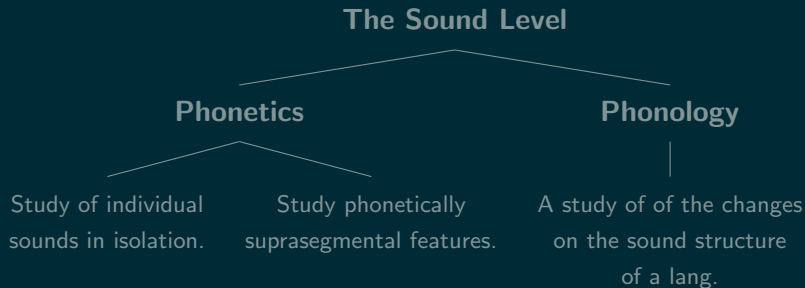 The Sound Level
Phonetics
Phonology
Study of individual
sounds in isolation.
Study phonetically
suprasegmental features.
A study of of the changes
on the sound structure
of a lang.